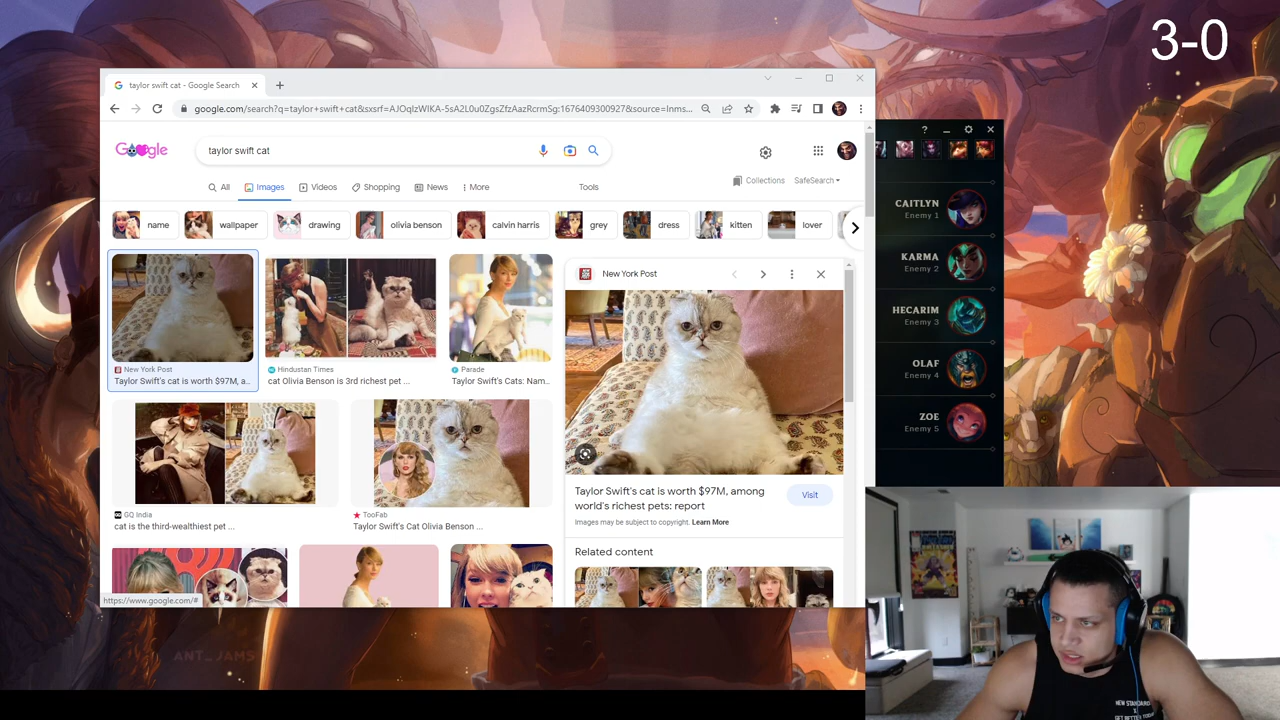 3-0
taylor swift cat - Google Search
google.com/search?q=taylor+swift+cat&sxsrf=AJOqlzWIKA-5sA2L0u0ZgsZfzAazRcrmSg:1676409300927&source=lnms...
Google
taylor swift cat
Collections SafeSearch
All Images Videos Shopping News More Tools
name wallpaper drawing olivia benson calvin harris grey dress kitten lover
New York Post
Taylor Swift's cat is worth $97M, a...
Hindustan Times
cat Olivia Benson is 3rd richest pet ...
Parade
Taylor Swift's Cats: Nam...
GQ India
cat is the third-wealthiest pet ...
TooFab
Taylor Swift's Cat Olivia Benson ...
https://www.google.com/#
New York Post
Taylor Swift's cat is worth $97M, among
world's richest pets: report
Visit
Images may be subject to copyright. Learn More
Related content
?
CAITLYN
Enemy 1
KARMA
Enemy 2
HECARIM
Enemy 3
OLAF
Enemy 4
ZOE
Enemy 5
ANT_JAMS
NEW STANDARDS